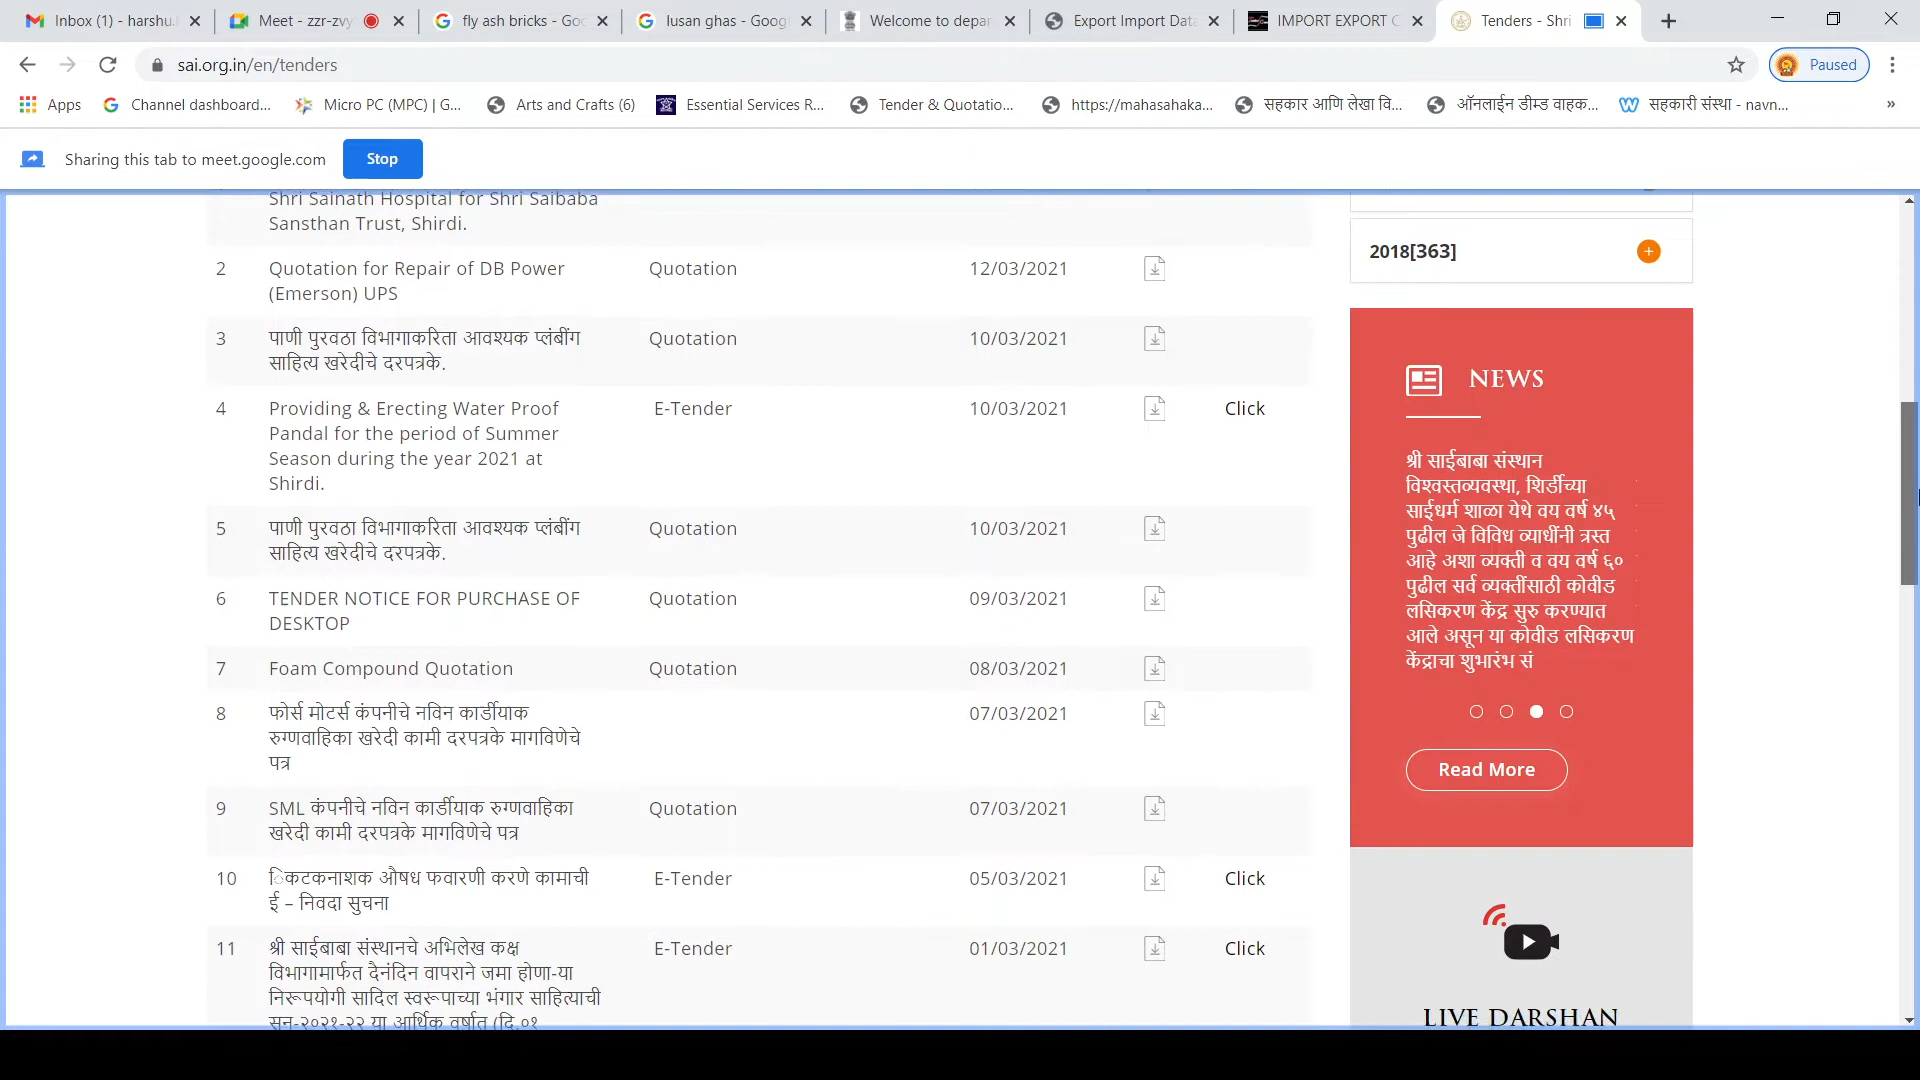 Inbox (1) - harshu.
Meet - zzr-zvy
fly ash bricks - Goo
lusan ghas - Googl
Welcome to depar
Export Import Data
IMPORT EXPORT C
Tenders - Shri
sai.org.in/en/tenders
Paused
Apps
Channel dashboard...
Micro PC (MPC) | G...
Arts and Crafts (6)
Essential Services R...
Tender & Quotatio...
https://mahasahaka...
सहकार आणि लेखा वि...
ऑनलाईन डीम्ड वाहक...
सहकारी संस्था - navn...
»
Sharing this tab to meet.google.com
Stop
Shri Sainath Hospital for Shri Saibaba
Sansthan Trust, Shirdi.
2 Quotation for Repair of DB Power Quotation 12/03/2021
(Emerson) UPS
3 पाणी पुरवठा विभागाकरिता आवश्यक प्लंबींग Quotation 10/03/2021
साहित्य खरेदीचे दरपत्रके.
4 Providing & Erecting Water Proof E-Tender 10/03/2021 Click
Pandal for the period of Summer
Season during the year 2021 at
Shirdi.
5 पाणी पुरवठा विभागाकरिता आवश्यक प्लंबींग Quotation 10/03/2021
साहित्य खरेदीचे दरपत्रके.
6 TENDER NOTICE FOR PURCHASE OF Quotation 09/03/2021
DESKTOP
7 Foam Compound Quotation Quotation 08/03/2021
8 फोर्स मोटर्स कंपनीचे नविन कार्डीयाक 07/03/2021
रुग्णवाहिका खरेदी कामी दरपत्रके मागविणेचे
पत्र
9 SML कंपनीचे नविन कार्डीयाक रुग्णवाहिका Quotation 07/03/2021
खरेदी कामी दरपत्रके मागविणेचे पत्र
10 िकटकनाशक औषध फवारणी करणे कामाची E-Tender 05/03/2021 Click
ई – निवदा सुचना
11 श्री साईबाबा संस्थानचे अभिलेख कक्ष E-Tender 01/03/2021 Click
विभागामार्फत दैनंदिन वापराने जमा होणा-या
निरूपयोगी सादिल स्वरूपाच्या भंगार साहित्याची
सन-२०२१-२२ या आर्थिक वर्षात (दि.०१
2018[363]
NEWS
श्री साईबाबा संस्थान
विश्वस्तव्यवस्था, शिर्डीच्या
साईधर्म शाळा येथे वय वर्ष ४५
पुढील जे विविध व्याधींनी त्रस्त
आहे अशा व्यक्ती व वय वर्ष ६०
पुढील सर्व व्यक्तींसाठी कोवीड
लसिकरण केंद्र सुरु करण्यात
आले असून या कोवीड लसिकरण
केंद्राचा शुभारंभ सं
Read More
LIVE DARSHAN